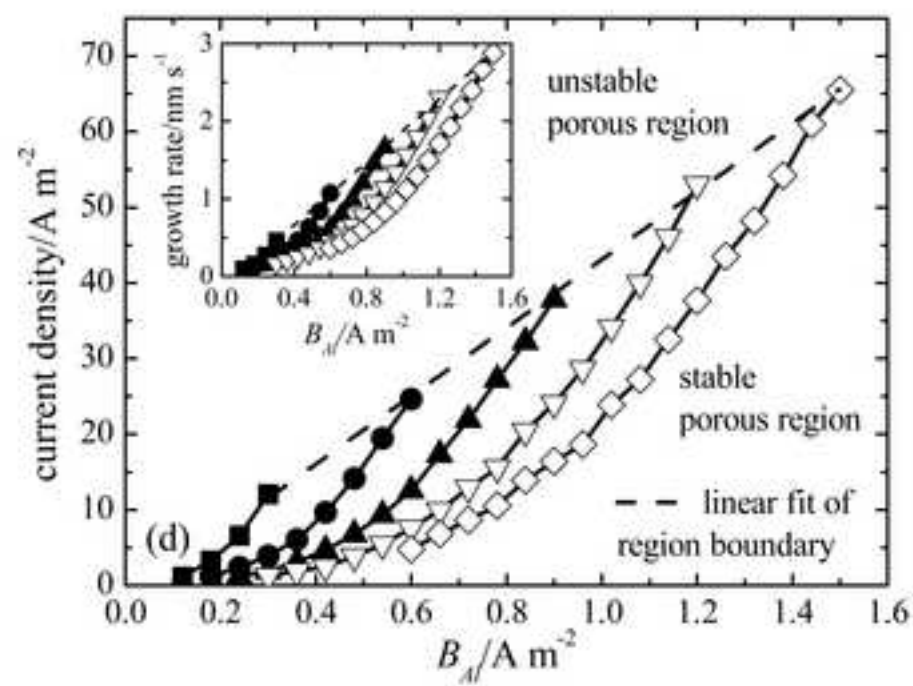 70
60
50
40
30
20
10
0
current density/A m⁻²
0.0 0.2 0.4 0.6 0.8 1.0 1.2 1.4 1.6
B_Al/A m⁻²
3
2
1
0
growth rate/nm s⁻¹
0.0 0.4 0.8 1.2 1.6
B_Al/A m⁻²
unstable
porous region
stable
porous region
linear fit of
region boundary
(d)